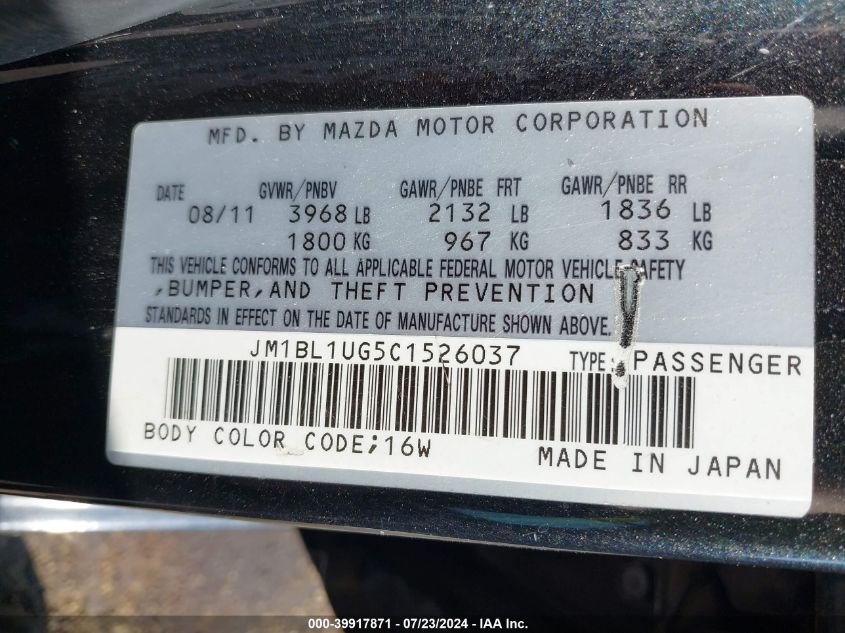 MFD. BY MAZDA MOTOR CORPORATION
DATE GVWR/PNBV GAWR/PNBE FRT GAWR/PNBE RR
08/11 3968 LB 2132 LB 1836 LB
1800 KG 967 KG 833 KG
THIS VEHICLE CONFORMS TO ALL APPLICABLE FEDERAL MOTOR VEHICLE SAFETY
,BUMPER,AND THEFT PREVENTION
STANDARDS IN EFFECT ON THE DATE OF MANUFACTURE SHOWN ABOVE.
JM1BL1UG5C1526037 TYPE: PASSENGER
BODY COLOR CODE;16W
MADE IN JAPAN
000-39917871 / 07/23/2024 - IAA Inc.